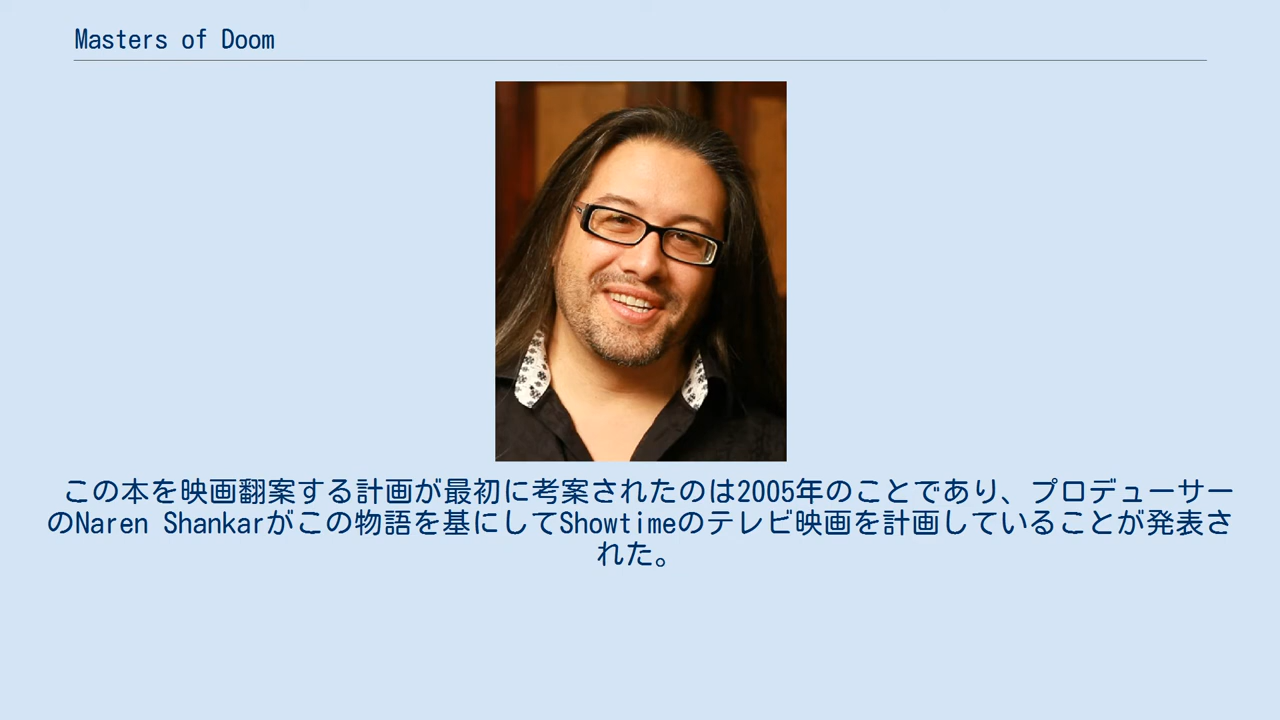 Masters of Doom
この本を映画翻案する計画が最初に考案されたのは2005年のことであり、プロデューサー
のNaren Shankarがこの物語を基にしてShowtimeのテレビ映画を計画していることが発表さ
れた。